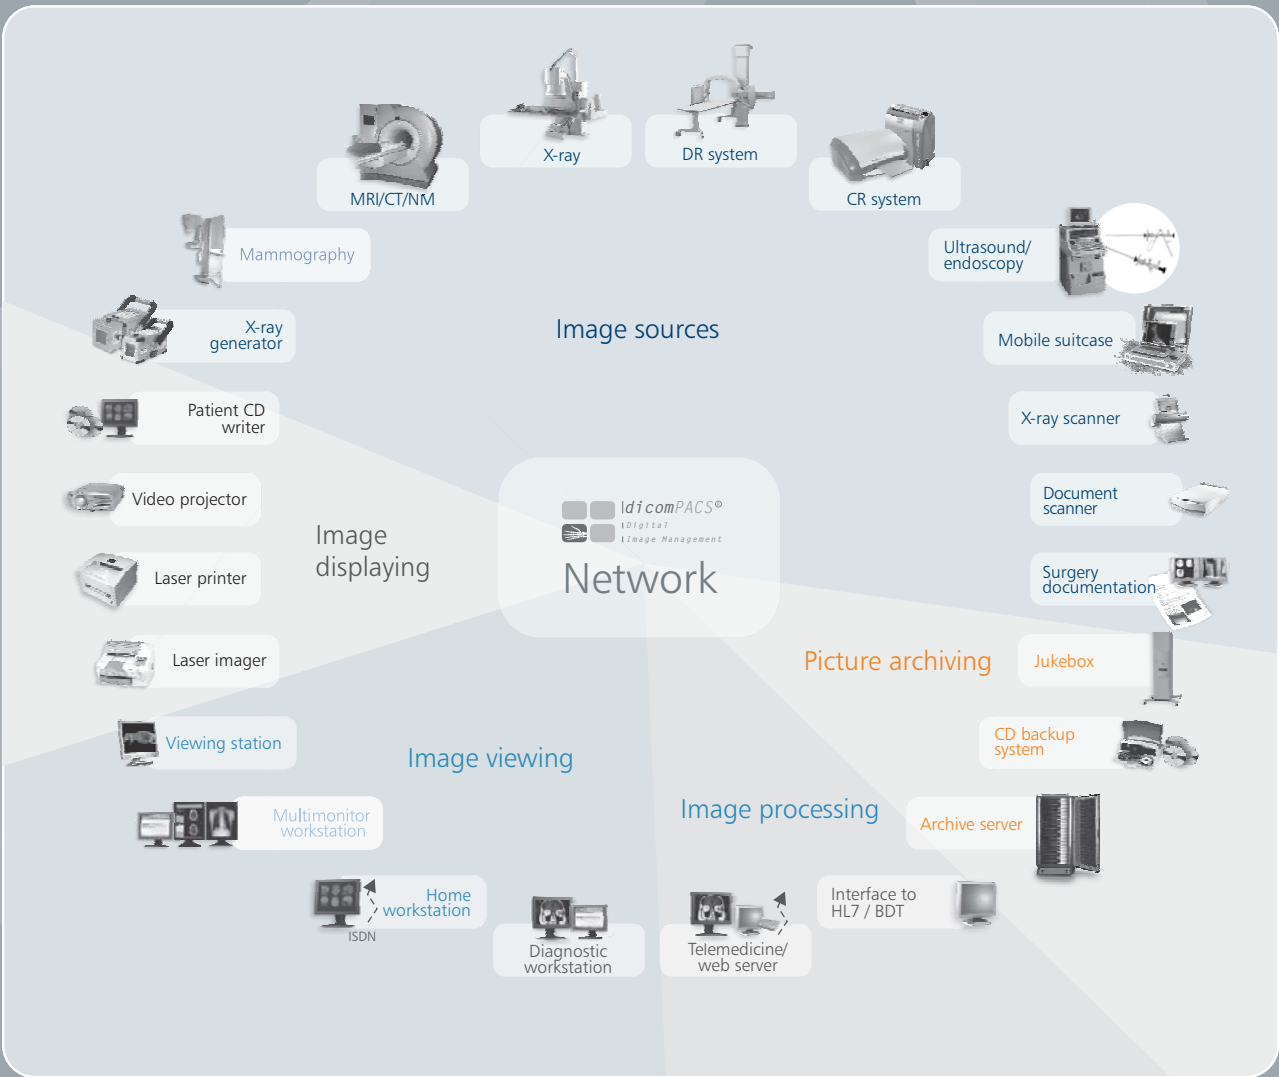 X-ray
DR system
MRI/CT/NM
CR system
Mammography
Ultrasound/
endoscopy
X-ray
generator
Image sources
Mobile suitcase
Patient CD
writer
X-ray scanner
Video projector
Document
scanner
dicomPACS®
Digital
Image Management
Network
Image
displaying
Laser printer
Surgery
documentation
Laser imager
Picture archiving
Jukebox
Viewing station
Image viewing
CD backup
system
Multimonitor
workstation
Image processing
Archive server
Home
workstation
ISDN
Interface to
HL7 / BDT
Diagnostic
workstation
Telemedicine/
web server